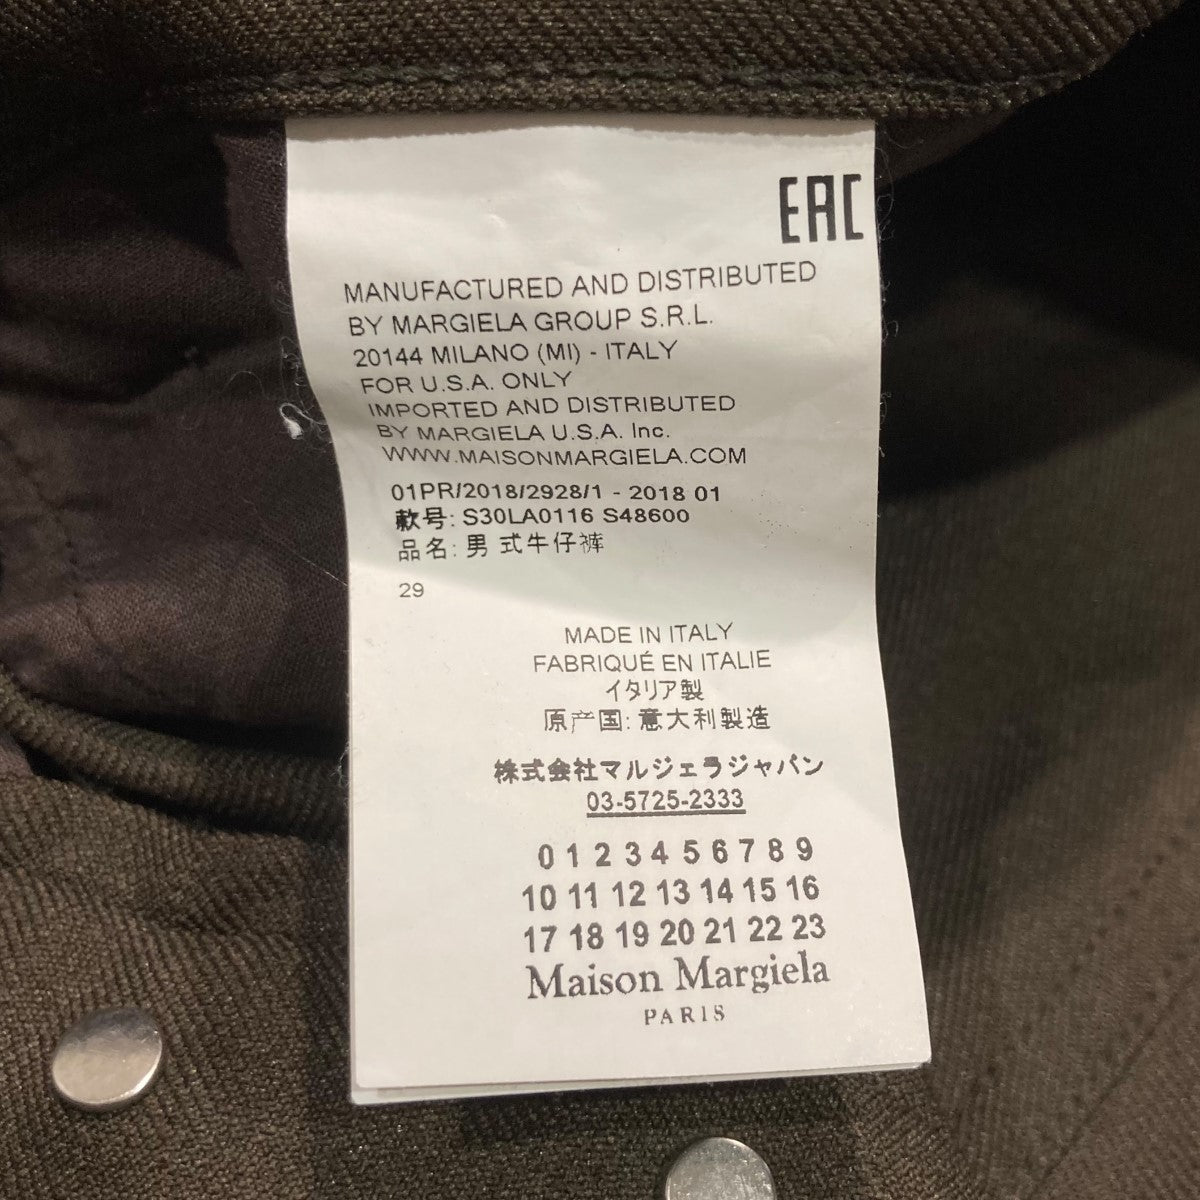 EAC
MANUFACTURED AND DISTRIBUTED
BY MARGIELA GROUP S.R.L.
20144 MILANO (MI) - ITALY
FOR U.S.A. ONLY
IMPORTED AND DISTRIBUTED
BY MARGIELA U.S.A. Inc.
WWW.MAISONMARGIELA.COM
01PR/2018/2928/1 - 2018 01
款号: S30LA0116 S48600
品名: 男 式牛仔裤
29
MADE IN ITALY
FABRIQUÉ EN ITALIE
イタリア製
原产国: 意大利製造
株式会社マルジェラジャパン
03-5725-2333
0 1 2 3 4 5 6 7 8 9
10 11 12 13 14 15 16
17 18 19 20 21 22 23
Maison Margiela
PARIS